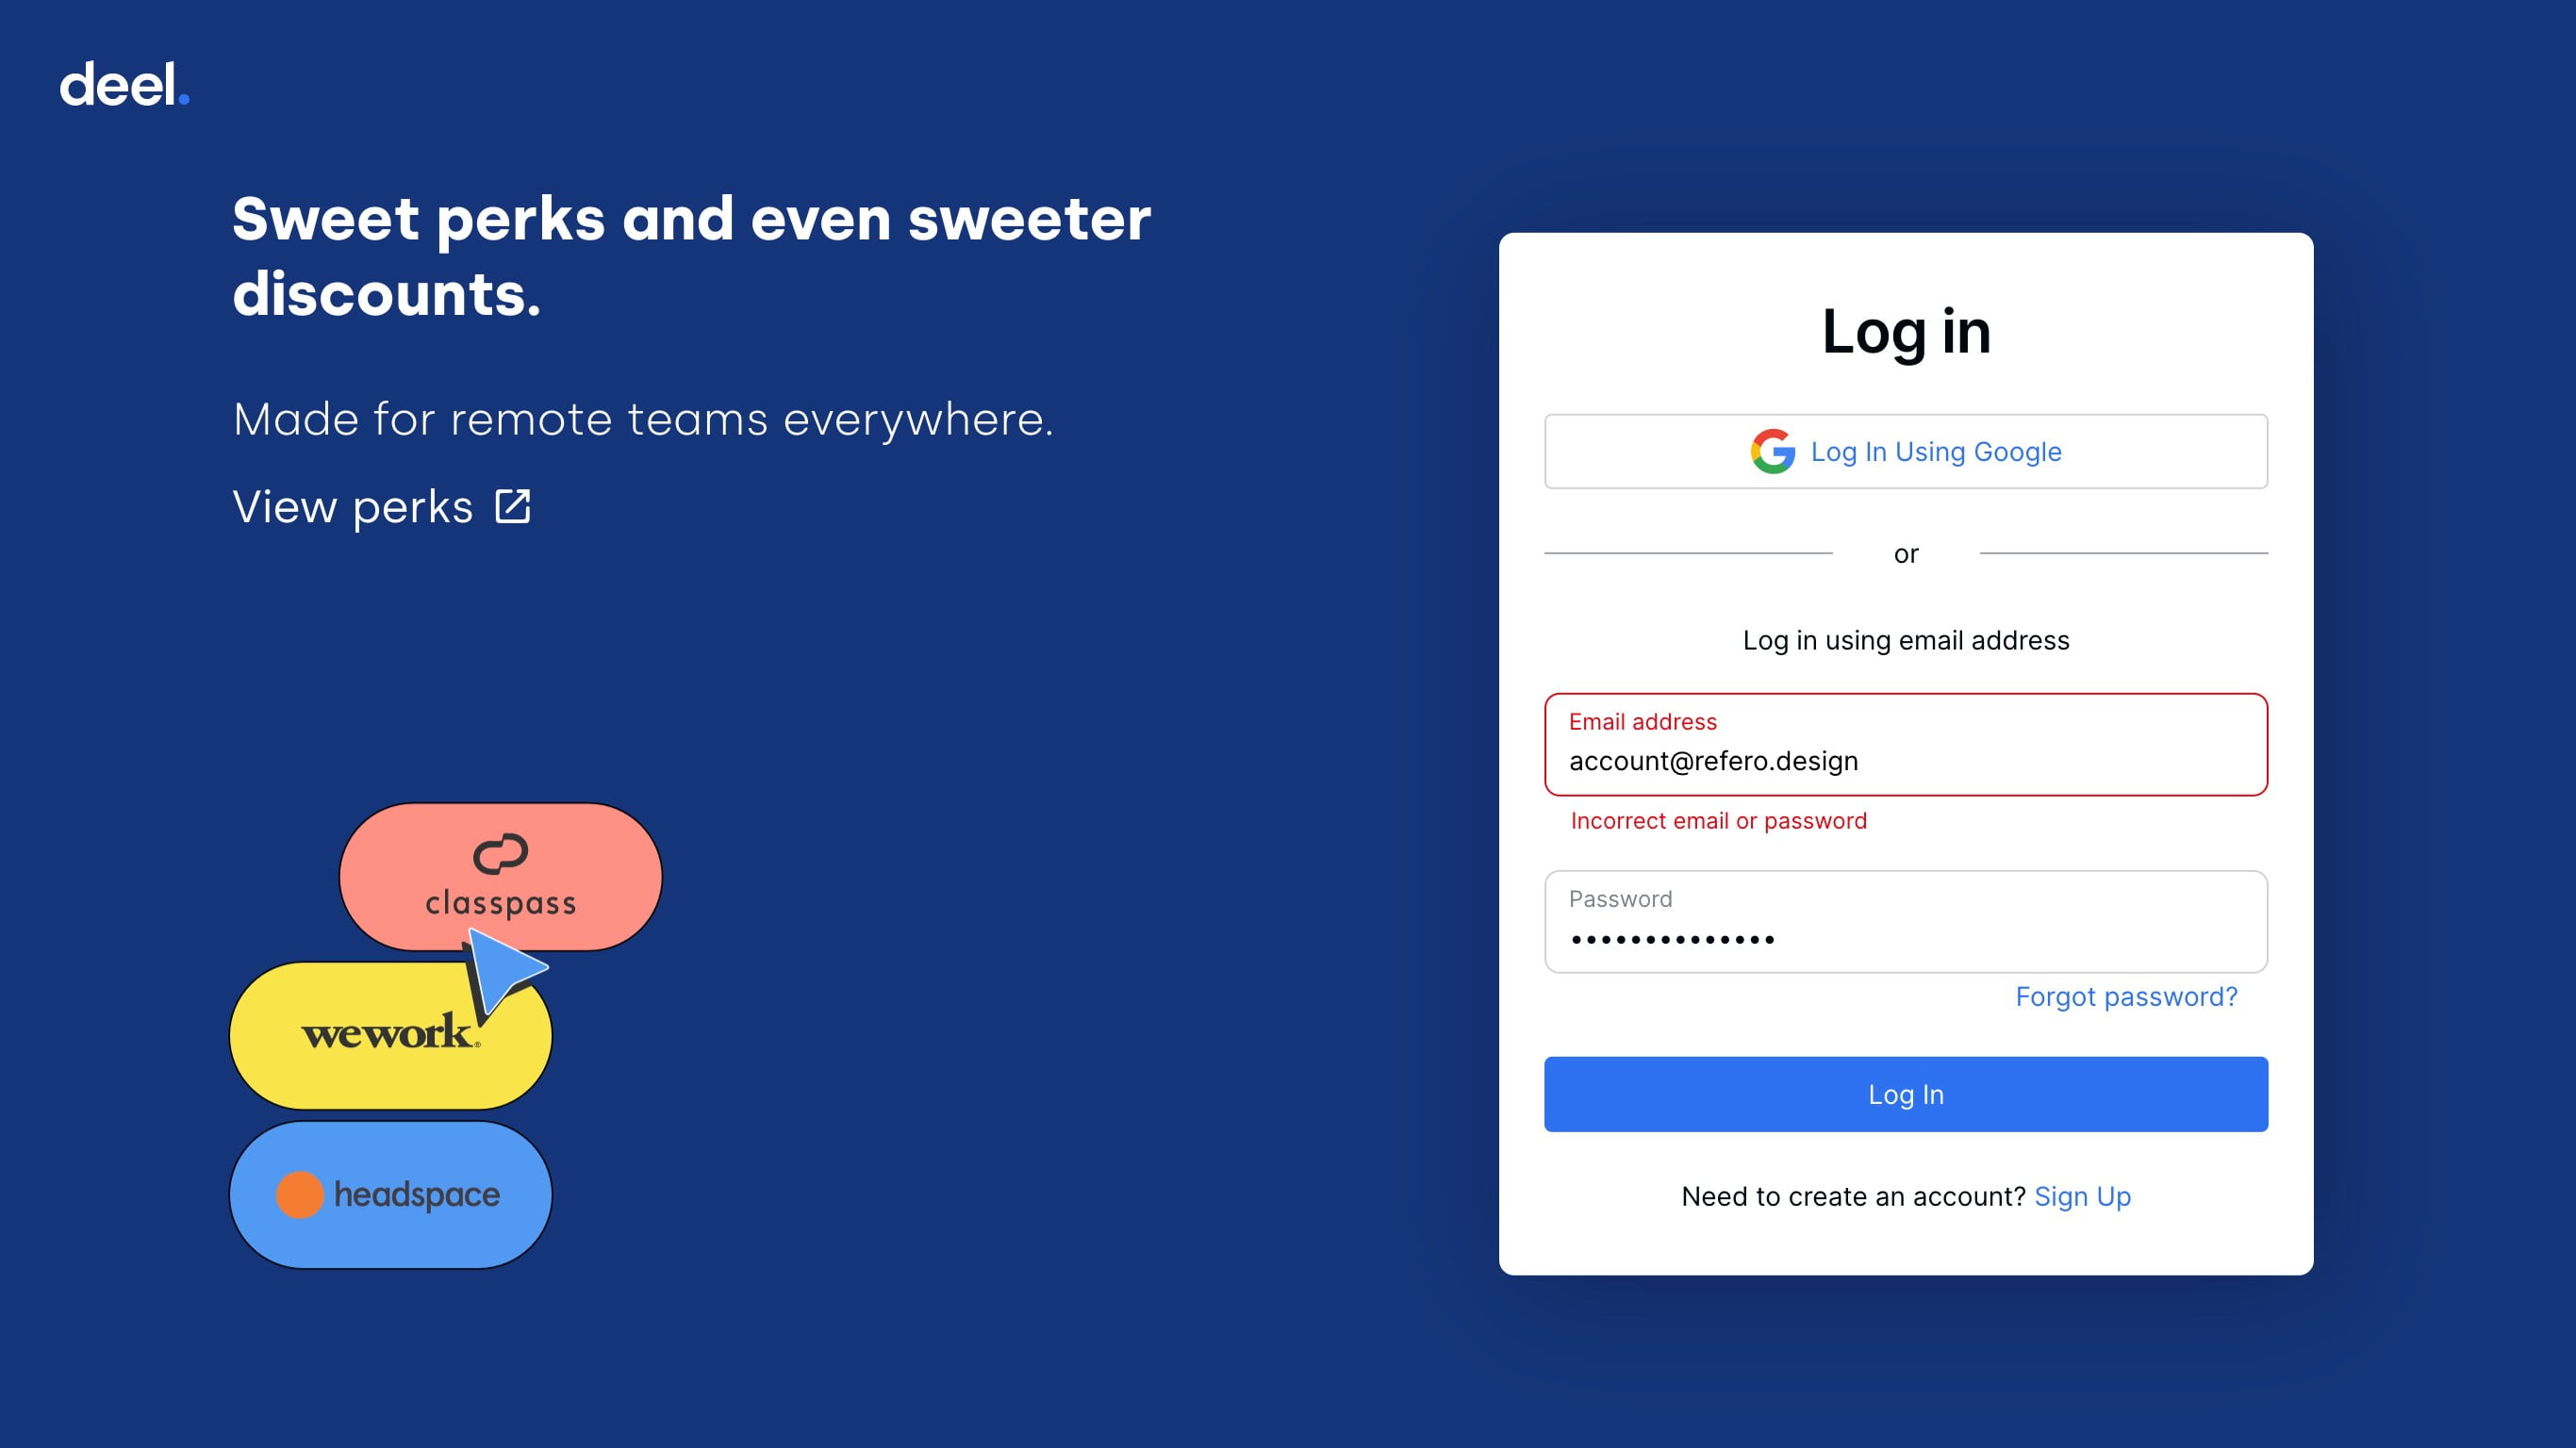 deel.
Sweet perks and even sweeter
discounts.
Made for remote teams everywhere.
View perks
classpass
wework®
headspace
Log in
Log In Using Google
or
Log in using email address
Email address
account@refero.design
Incorrect email or password
Password
••••••••••••••
Forgot password?
Log In
Need to create an account? Sign Up